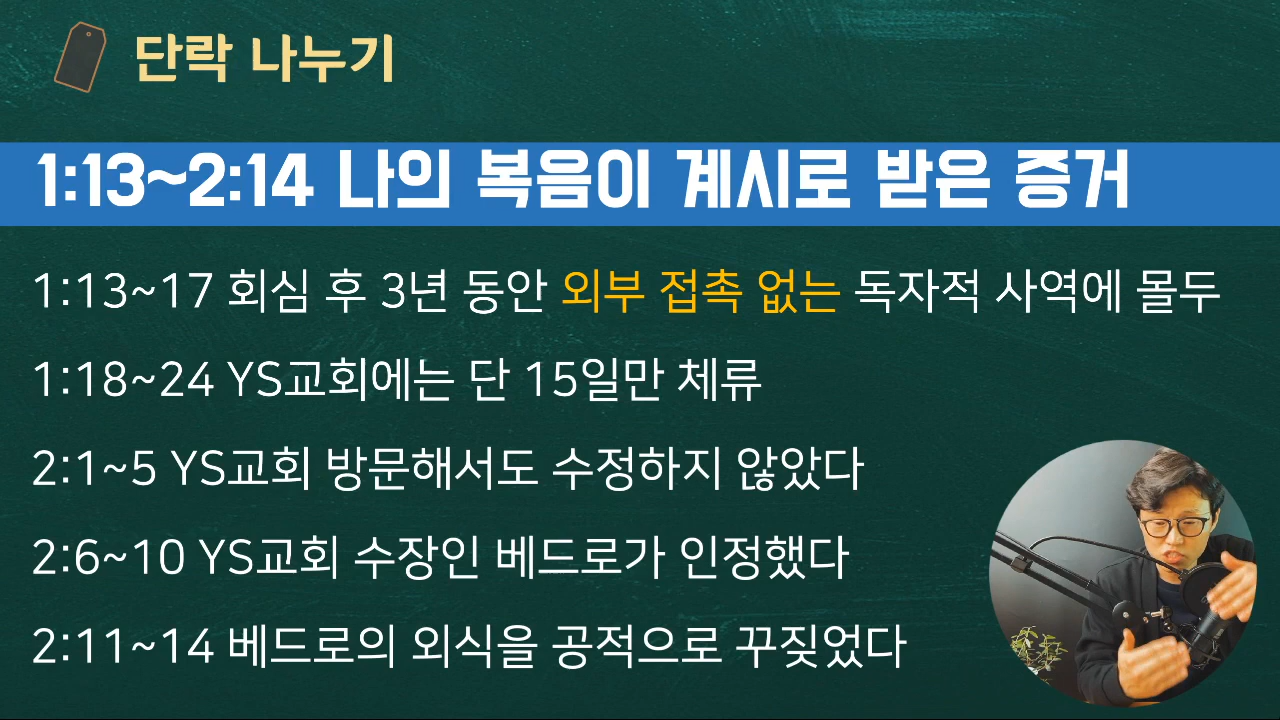 단락 나누기
1:13~2:14 나의 복음이 계시로 받은 증거
1:13~17 회심 후 3년 동안 외부 접촉 없는 독자적 사역에 몰두
1:18~24 YS교회에는 단 15일만 체류
2:1~5 YS교회 방문해서도 수정하지 않았다
2:6~10 YS교회 수장인 베드로가 인정했다
2:11~14 베드로의 외식을 공적으로 꾸짖었다